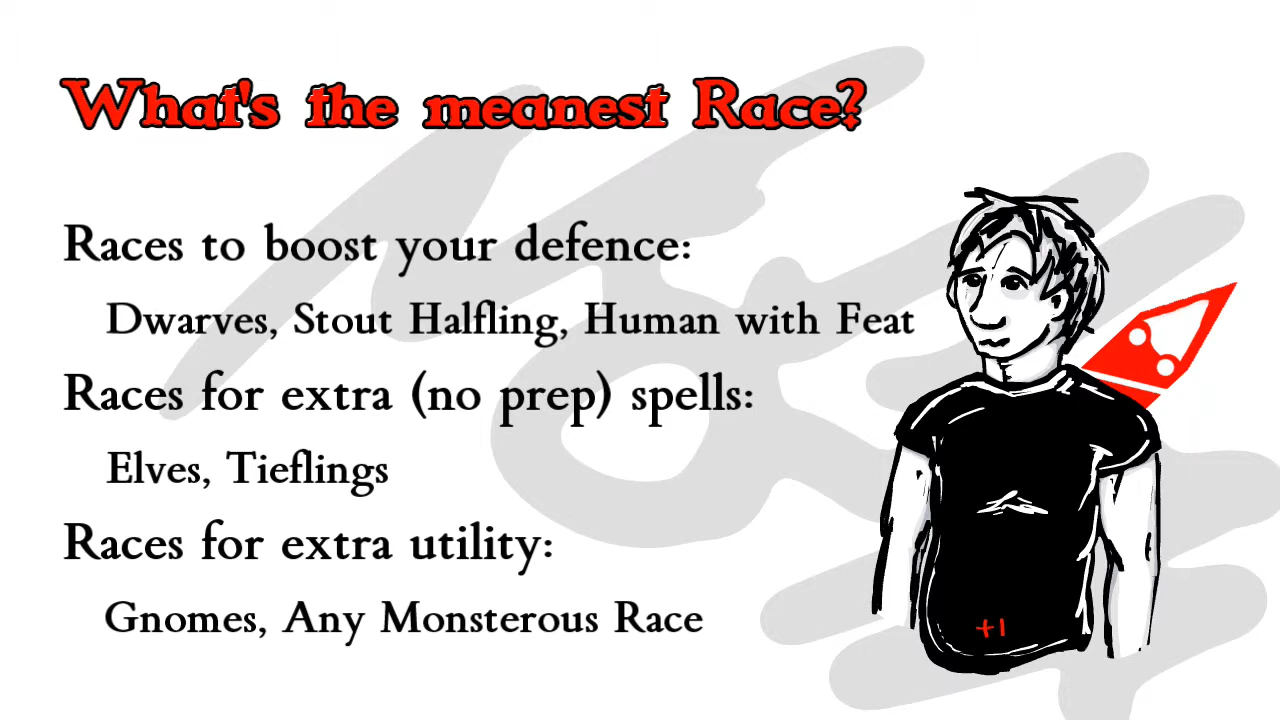 What's the meanest Race?
Races to boost your defence:
Dwarves, Stout Halfling, Human with Feat
Races for extra (no prep) spells:
Elves, Tieflings
Races for extra utility:
Gnomes, Any Monsterous Race
+1